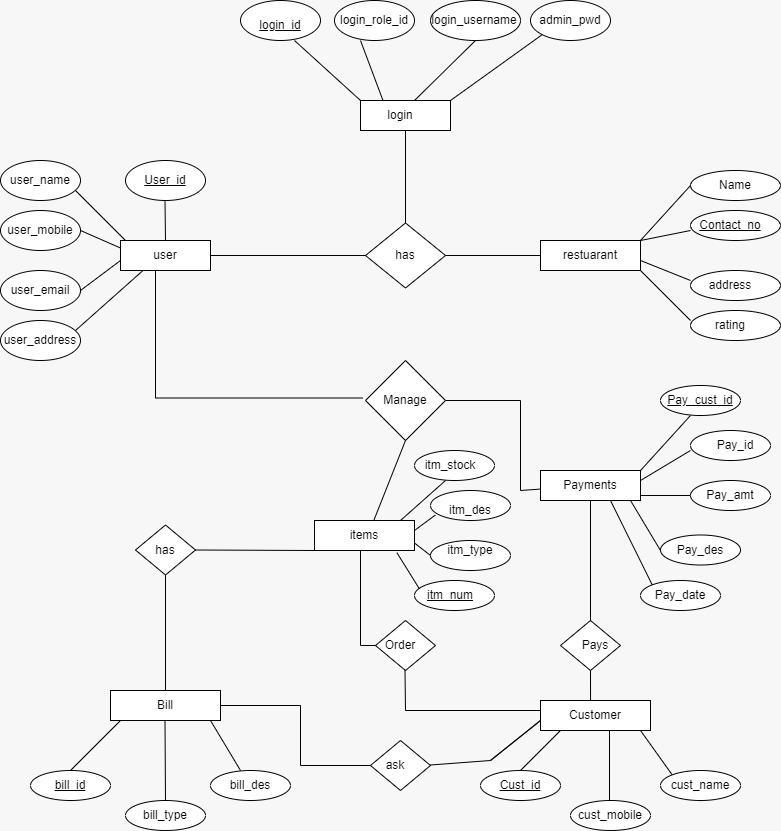 login_id
login_role_id
login_username
admin_pwd
login
user_name
User_id
Name
user_mobile
Contact_no
user
has
restuarant
user_email
address
user_address
rating
Manage
Pay_cust_id
Pay_id
itm_stock
Payments
Pay_amt
itm_des
items
has
itm_type
Pay_des
itm_num
Pay_date
Order
Pays
Bill
Customer
ask
bill_id
bill_des
Cust_id
cust_name
bill_type
cust_mobile